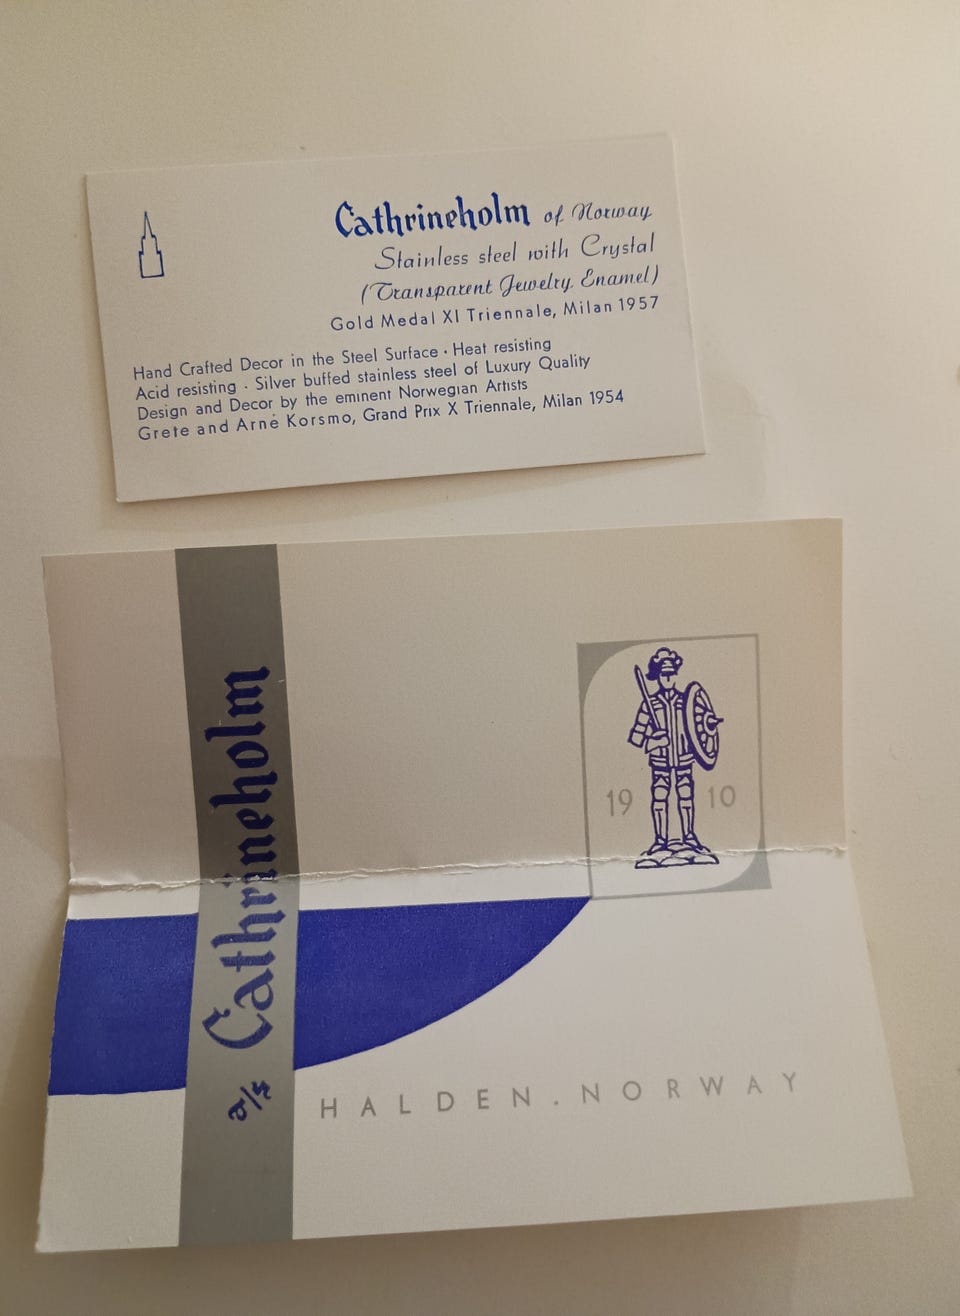 Cathrineholm of Norway
Stainless steel with Crystal
(Transparent Jewelry Enamel)
Gold Medal XI Triennale, Milan 1957
Hand Crafted Decor in the Steel Surface · Heat resisting
Acid resisting · Silver buffed stainless steel of Luxury Quality
Design and Decor by the eminent Norwegian Artists
Grete and Arné Korsmo, Grand Prix X Triennale, Milan 1954
a/s Cathrineholm
19 10
HALDEN . NORWAY